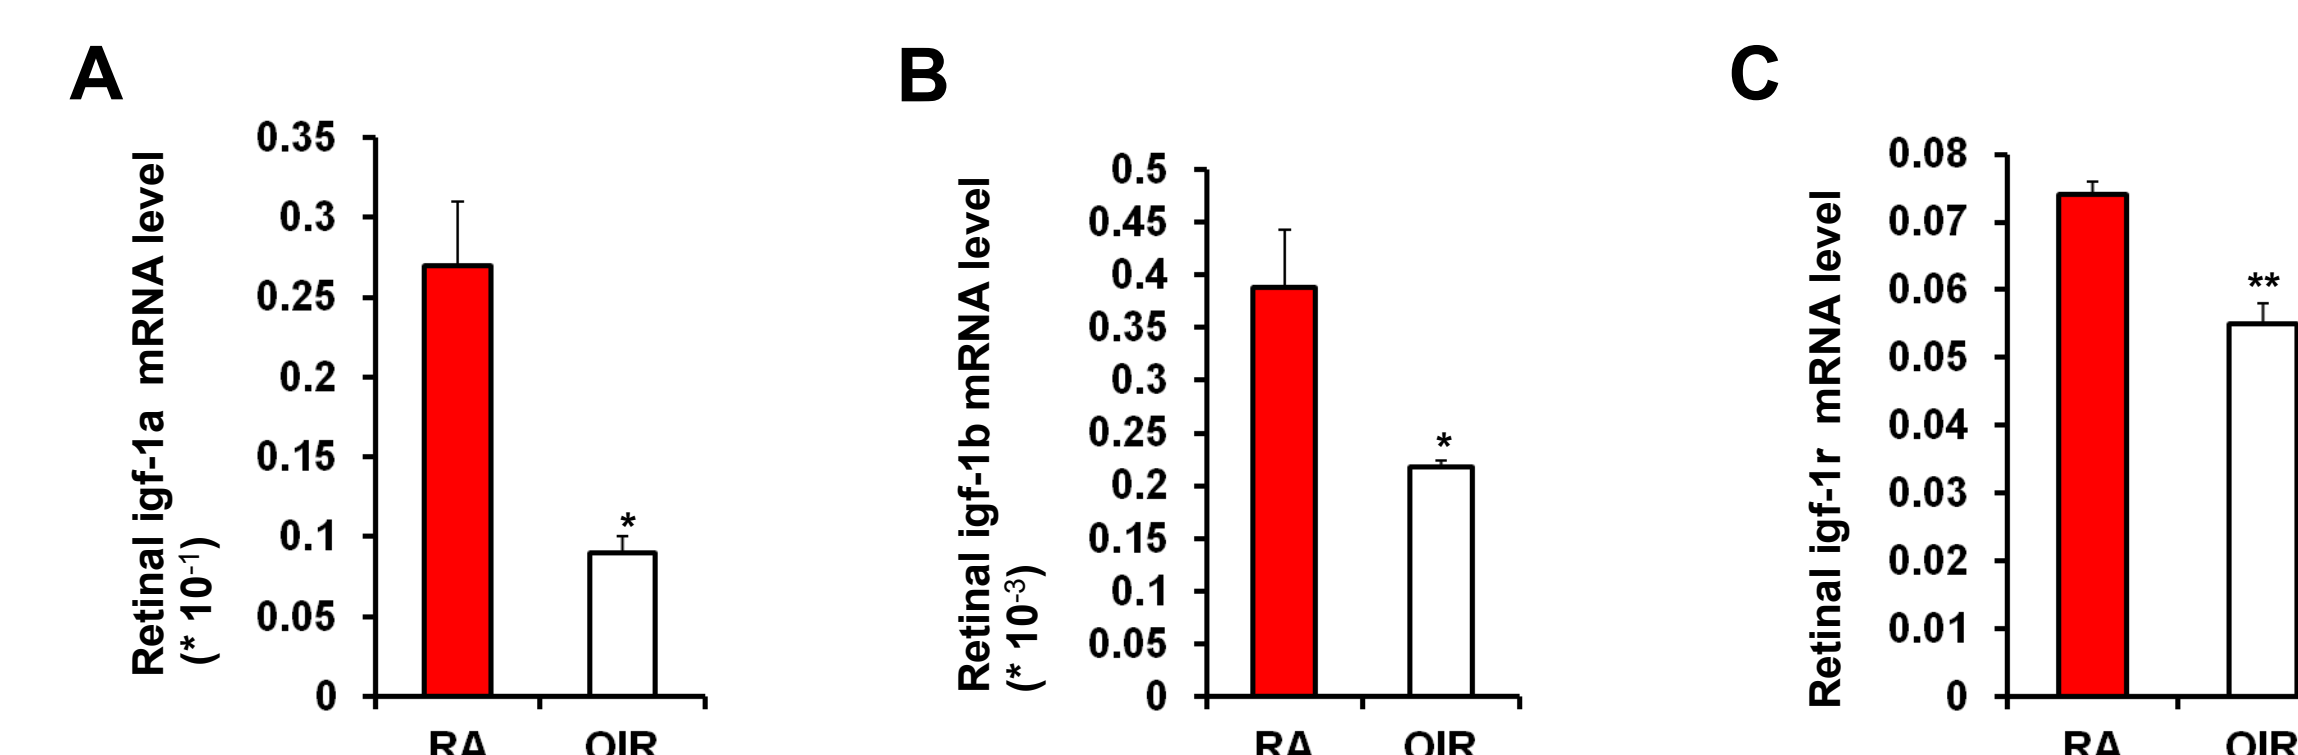 A
Retinal igf-1a mRNA level
(* 10-1)
0.35
0.3
0.25
0.2
0.15
0.1
0.05
0
*
RA
OIR
B
Retinal igf-1b mRNA level
(* 10-3)
0.5
0.45
0.4
0.35
0.3
0.25
0.2
0.15
0.1
0.05
0
*
RA
OIR
C
Retinal igf-1r mRNA level
0.08
0.07
0.06
0.05
0.04
0.03
0.02
0.01
0
**
RA
OIR